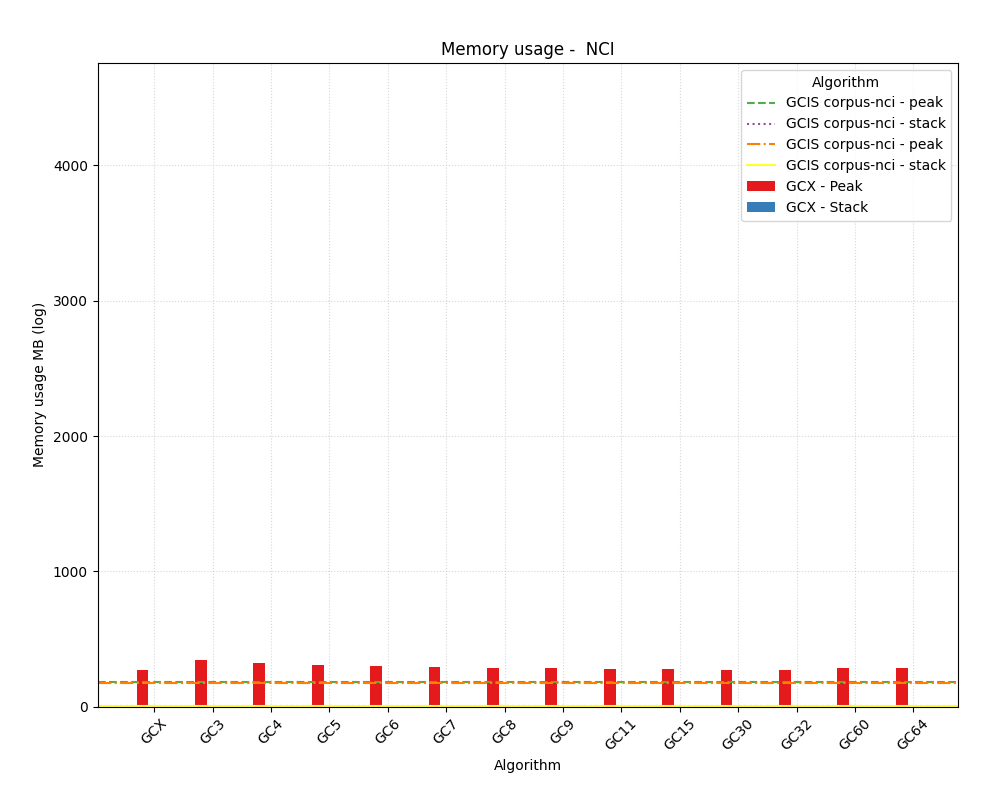 Memory usage -  NCI
Algorithm
GCIS corpus-nci - peak
GCIS corpus-nci - stack
GCIS corpus-nci - peak
GCIS corpus-nci - stack
GCX - Peak
GCX - Stack
Memory usage MB (log)
4000
3000
2000
1000
0
GCX GC3 GC4 GC5 GC6 GC7 GC8 GC9 GC11 GC15 GC30 GC32 GC60 GC64
Algorithm